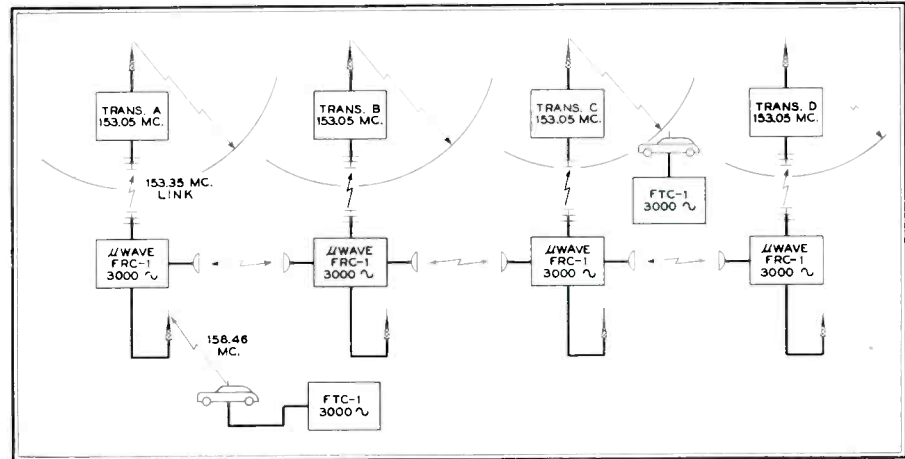 TRANS. A
153.05 MC.
TRANS. B
153.05 MC.
TRANS. C
153.05 MC.
TRANS. D
153.05 MC.
153.35 MC.
LINK
FTC-1
3000 ~
μWAVE
FRC-1
3000 ~
μWAVE
FRC-1
3000 ~
μWAVE
FRC-1
3000 ~
μWAVE
FRC-1
3000 ~
158.46
MC.
FTC-1
3000 ~